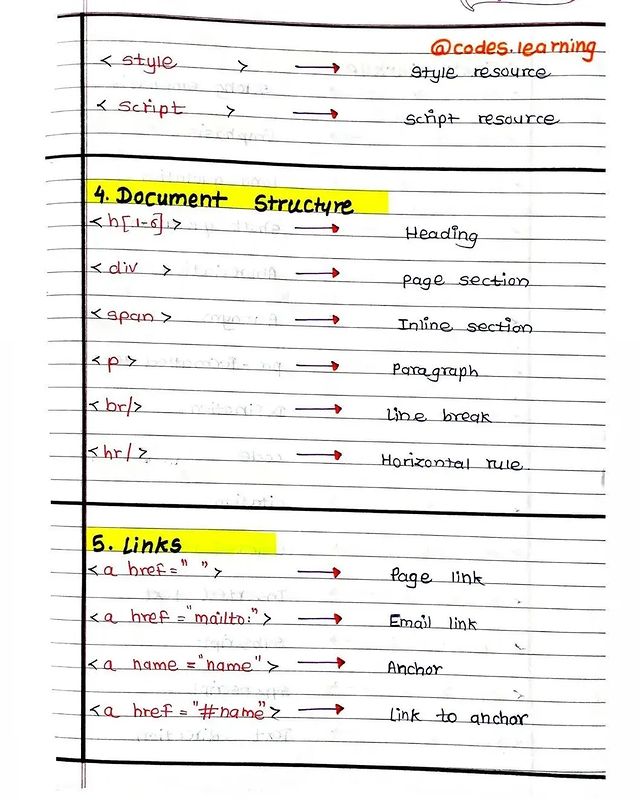 @codes.learning
<style > → style resource
<script > → script resource
4. Document Structure
<h[1-6]> → Heading
<div > → page section
<span> → Inline section
<p> → Paragraph
<br/> → Line break
<hr/> → Horizontal rule
5. Links
<a href=" "> → Page link
<a href="mailto:"> → Email link
<a name="name"> → Anchor
<a href="#name"> → Link to anchor